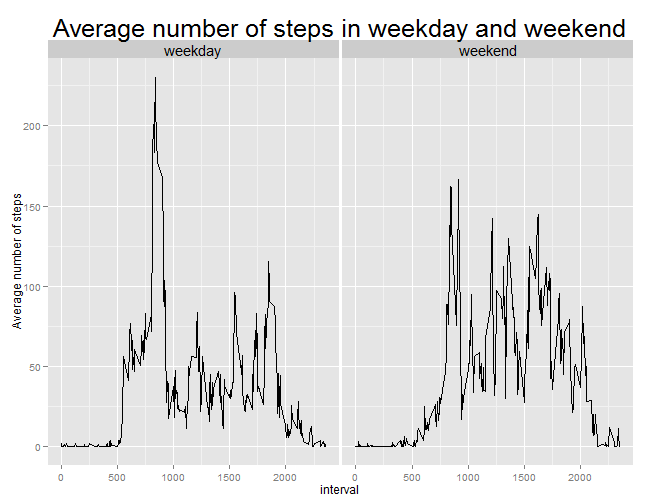 Average number of steps in weekday and weekend
weekday
weekend
Average number of steps
200
150
100
50
0
0 500 1000 1500 2000
0 500 1000 1500 2000
interval